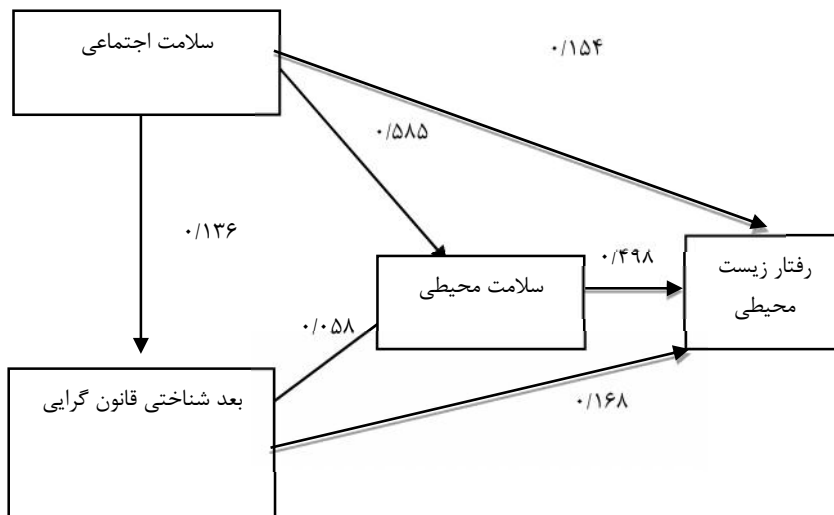 سلامت اجتماعی
۰/۱۵۴
۰/۵۸۵
۰/۱۳۶
۰/۴۹۸
رفتار زیست
محیطی
سلامت محیطی
۰/۰۵۸
بعد شناختی قانون گرایی
۰/۱۶۸